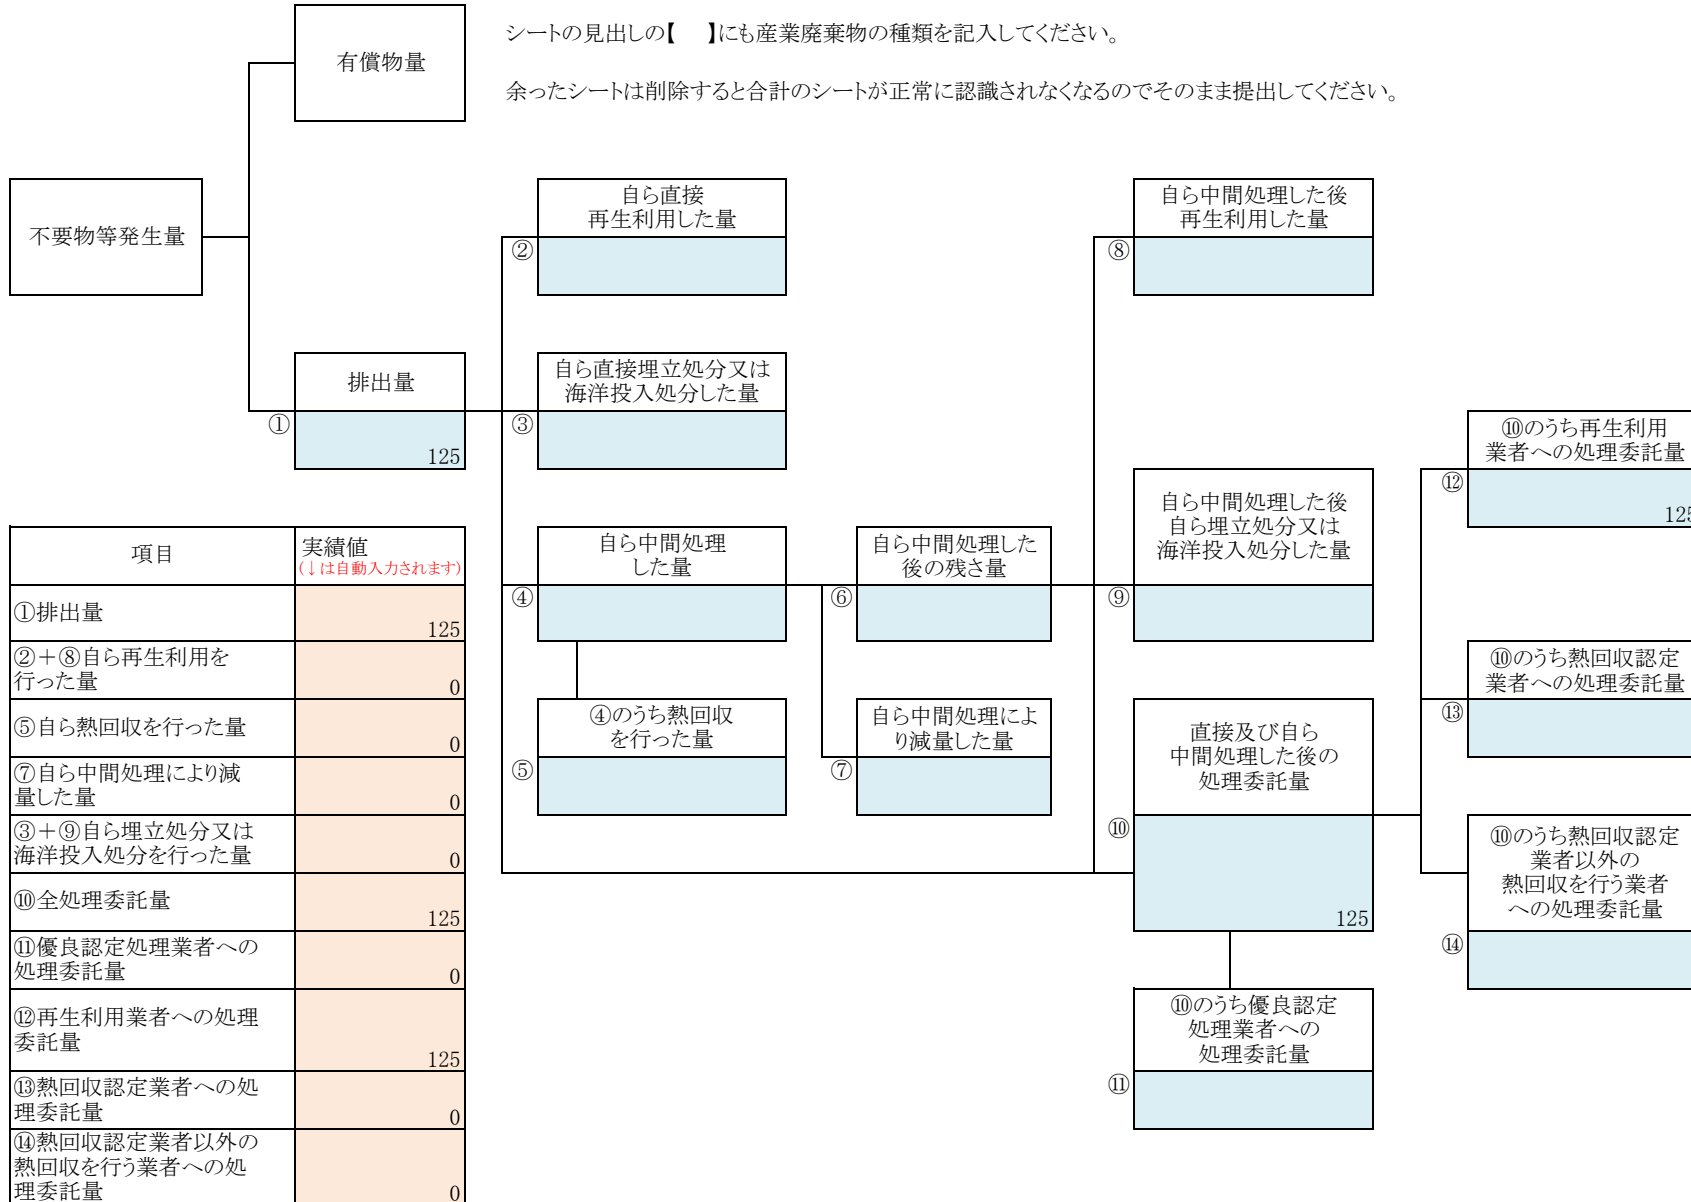 有償物量
シートの見出しの【　】にも産業廃棄物の種類を記入してください。
余ったシートは削除すると合計のシートが正常に認識されなくなるのでそのまま提出してください。
不要物等発生量
自ら直接
再生利用した量
②
自ら中間処理した後
再生利用した量
⑧
排出量
①
125
自ら直接埋立処分又は
海洋投入処分した量
③
⑩のうち再生利用
業者への処理委託量
⑫
125
自ら中間処理
した量
④
自ら中間処理した
後の残さ量
⑥
自ら中間処理した後
自ら埋立処分又は
海洋投入処分した量
⑨
④のうち熱回収
を行った量
⑤
自ら中間処理によ
り減量した量
⑦
直接及び自ら
中間処理した後の
処理委託量
⑩
125
⑩のうち熱回収認定
業者への処理委託量
⑬
⑩のうち熱回収認定
業者以外の
熱回収を行う業者
への処理委託量
⑭
⑩のうち優良認定
処理業者への
処理委託量
⑪
項目
実績値
(↓は自動入力されます)
①排出量
125
②＋⑧自ら再生利用を
行った量
0
⑤自ら熱回収を行った量
0
⑦自ら中間処理により減
量した量
0
③＋⑨自ら埋立処分又は
海洋投入処分を行った量
0
⑩全処理委託量
125
⑪優良認定処理業者への
処理委託量
0
⑫再生利用業者への処理
委託量
125
⑬熱回収認定業者への処
理委託量
0
⑭熱回収認定業者以外の
熱回収を行う業者への処
理委託量
0